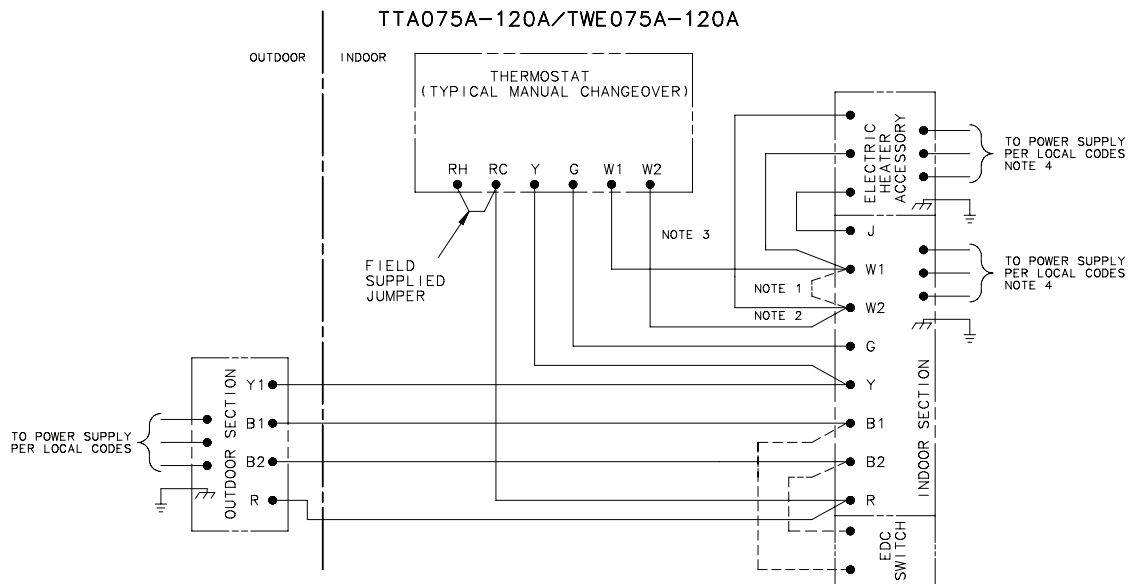 TTA075A-120A/TWE075A-120A
OUTDOOR
INDOOR
THERMOSTAT
(TYPICAL MANUAL CHANGEOVER)
RH
RC
Y
G
W1
W2
FIELD
SUPPLIED
JUMPER
NOTE 3
NOTE 1
NOTE 2
ELECTRIC
HEATER
ACCESSORY
TO POWER SUPPLY
PER LOCAL CODES
NOTE 4
J
W1
W2
G
Y
B1
B2
R
TO POWER SUPPLY
PER LOCAL CODES
NOTE 4
INDOOR SECTION
EDC
SWITCH
TO POWER SUPPLY
PER LOCAL CODES
OUTDOOR SECTION
Y1
B1
B2
R